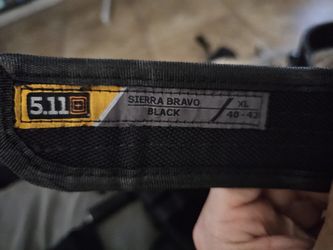 5.11
SIERRA BRAVO
BLACK
XL
40 - 42